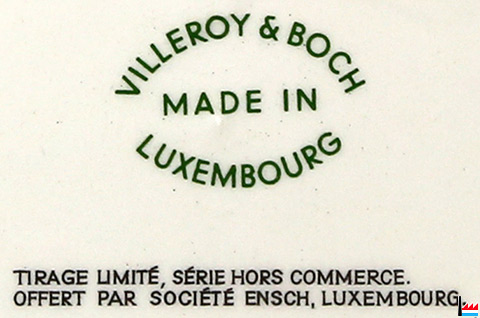 VILLEROY & BOCH
MADE IN
LUXEMBOURG
TIRAGE LIMITÉ, SÉRIE HORS COMMERCE.
OFFERT PAR SOCIÉTÉ ENSCH, LUXEMBOURG.